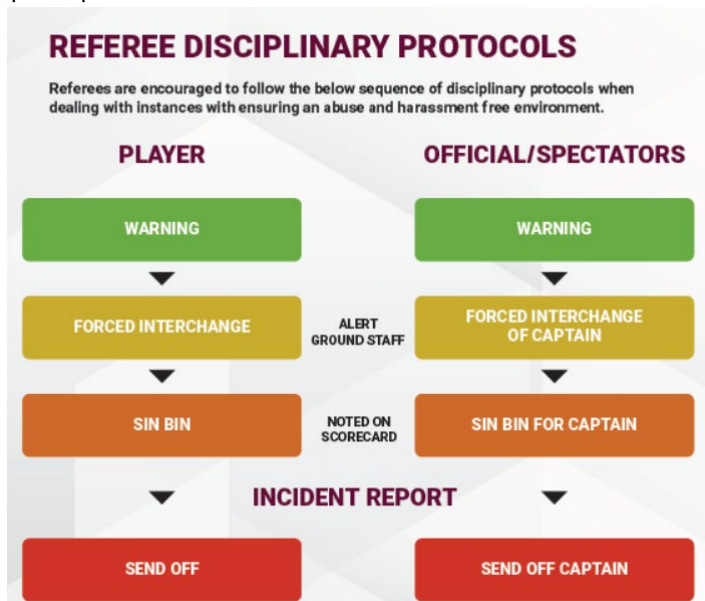 REFEREE DISCIPLINARY PROTOCOLS
Referees are encouraged to follow the below sequence of disciplinary protocols when
dealing with instances with ensuring an abuse and harassment free environment.
PLAYER
OFFICIAL/SPECTATORS
WARNING
WARNING
FORCED INTERCHANGE
ALERT
GROUND STAFF
FORCED INTERCHANGE
OF CAPTAIN
SIN BIN
NOTED ON
SCORECARD
SIN BIN FOR CAPTAIN
INCIDENT REPORT
SEND OFF
SEND OFF CAPTAIN